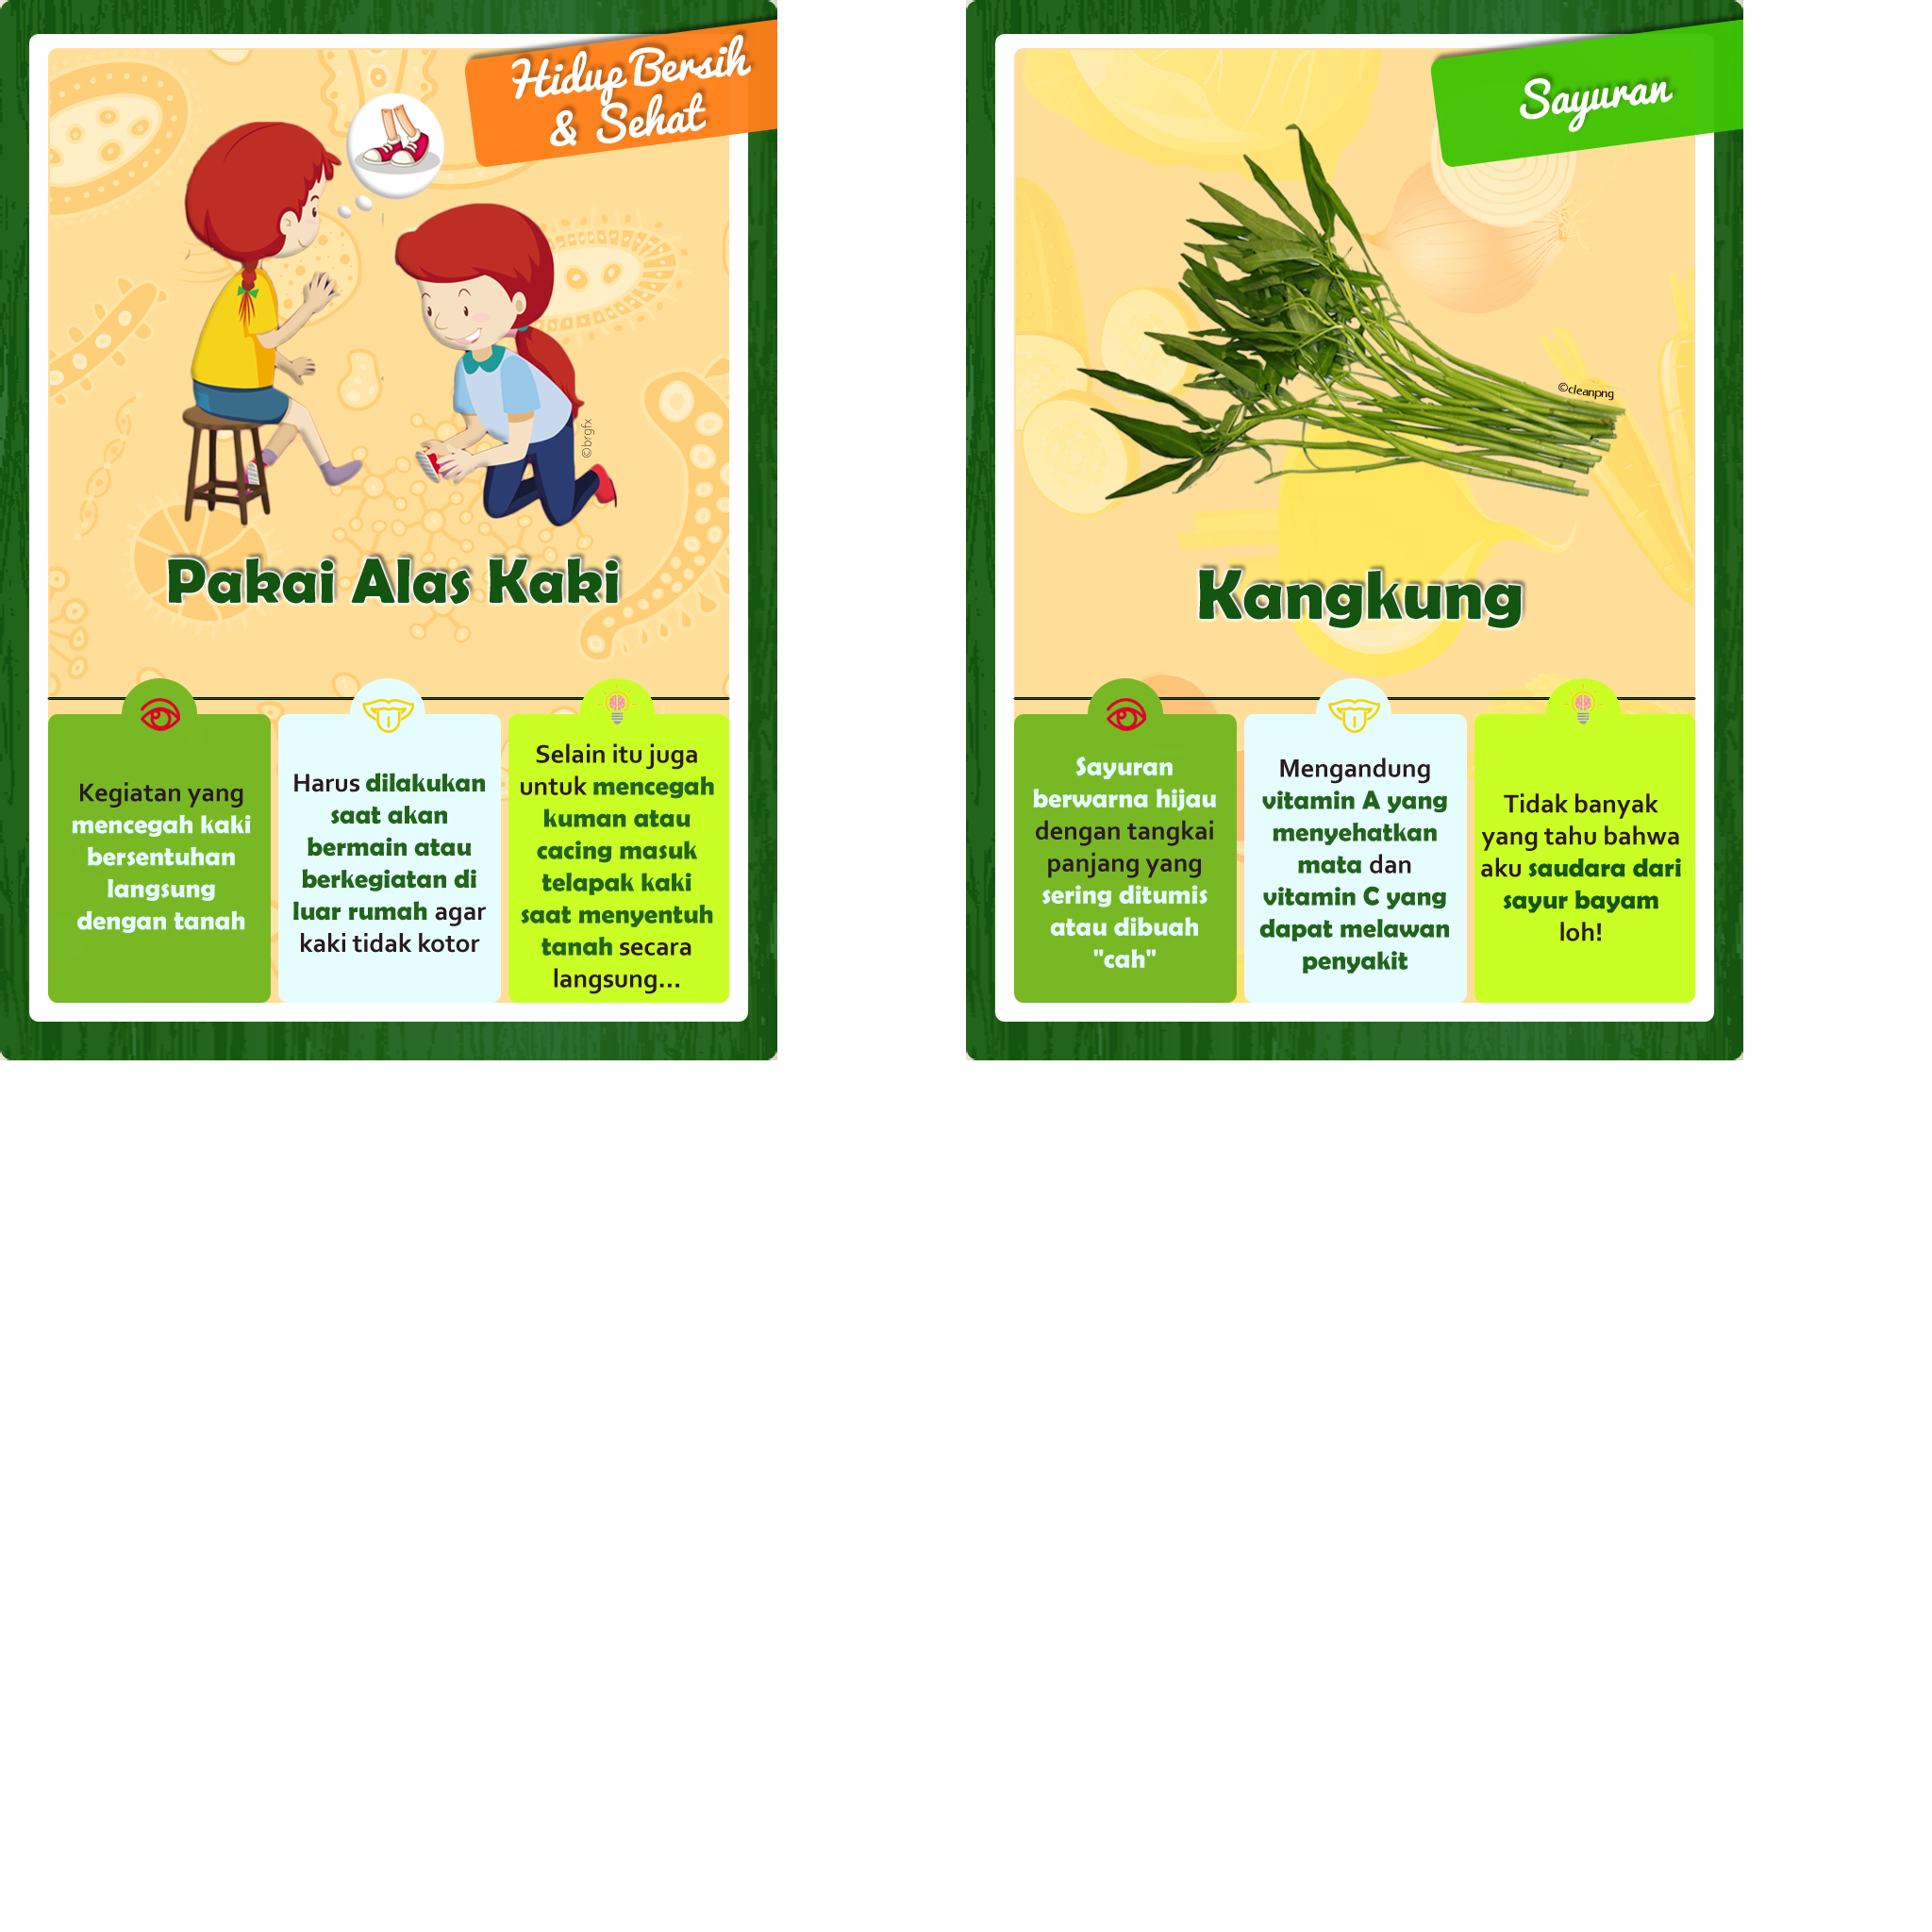 Hidup Bersih
& Sehat
©brgfx
Pakai Alas Kaki
Kegiatan yang
mencegah kaki
bersentuhan
langsung
dengan tanah
Harus dilakukan
saat akan
bermain atau
berkegiatan di
luar rumah agar
kaki tidak kotor
Selain itu juga
untuk mencegah
kuman atau
cacing masuk
telapak kaki
saat menyentuh
tanah secara
langsung...
Sayuran
©cleanpng
Kangkung
Sayuran
berwarna hijau
dengan tangkai
panjang yang
sering ditumis
atau dibuah
"cah"
Mengandung
vitamin A yang
menyehatkan
mata dan
vitamin C yang
dapat melawan
penyakit
Tidak banyak
yang tahu bahwa
aku saudara dari
sayur bayam
loh!